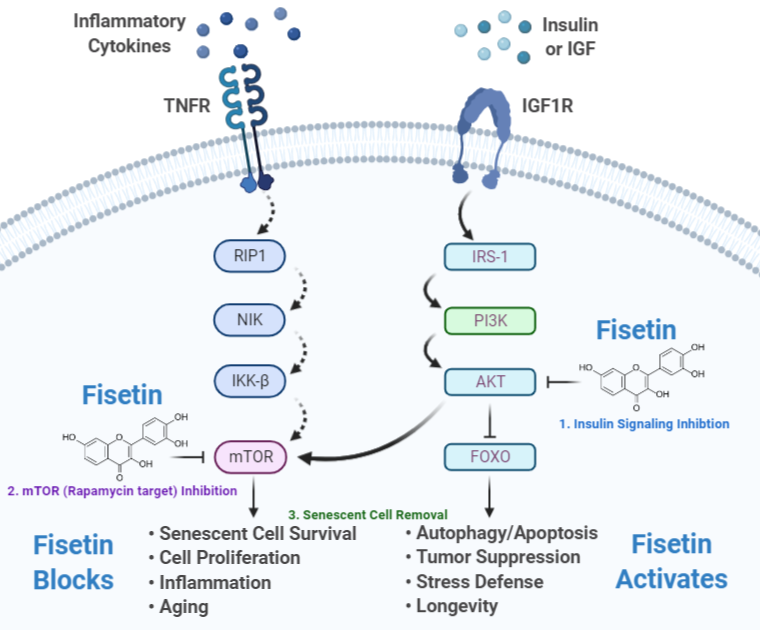 Inflammatory
Cytokines
Insulin
or IGF
TNFR
IGF1R
RIP1
IRS-1
NIK
PI3K
Fisetin
IKK-β
AKT
HO
O
OH
OH
OH
O
1. Insulin Signaling Inhibtion
Fisetin
HO
O
OH
OH
OH
O
mTOR
FOXO
2. mTOR (Rapamycin target) Inhibition
3. Senescent Cell Removal
Fisetin
Blocks
• Senescent Cell Survival
• Cell Proliferation
• Inflammation
• Aging
• Autophagy/Apoptosis
• Tumor Suppression
• Stress Defense
• Longevity
Fisetin
Activates